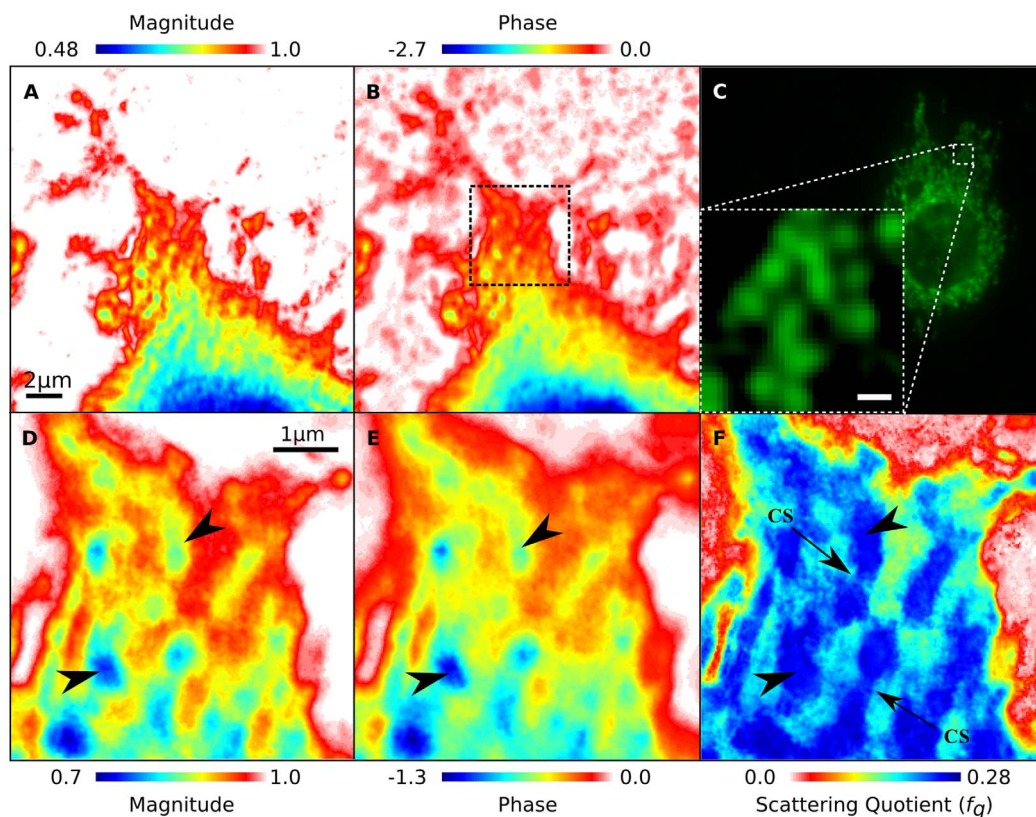 Magnitude
0.48 1.0
Phase
-2.7 0.0
A
B
C
2μm
D
1μm
E
F
CS
CS
0.7 1.0
Magnitude
-1.3 0.0
Phase
0.0 0.28
Scattering Quotient (fq)